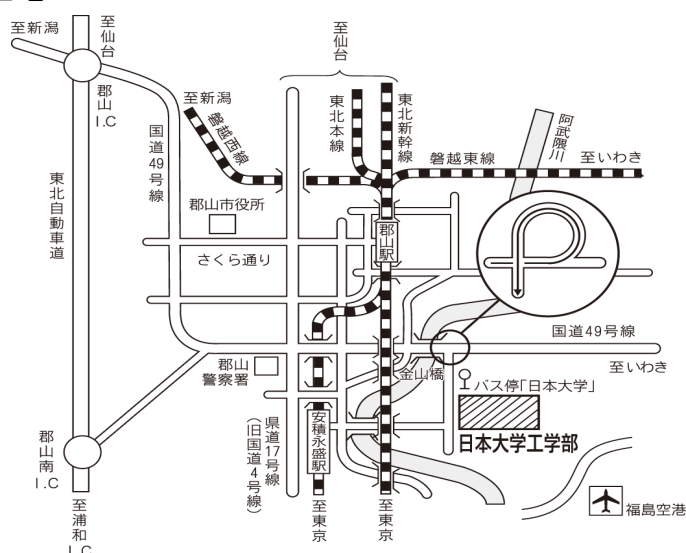 至新潟
至仙台
至仙台
郡山
I.C
至新潟
磐越西線
東北本線
東北新幹線
阿武隈川
磐越東線
至いわき
国道49号線
東北自動車道
郡山市役所
郡山駅
さくら通り
国道49号線
至いわき
郡山
警察署
金山橋
バス停「日本大学」
日本大学工学部
郡山南
I.C
県道17号線
(旧国道4号線)
安積永盛駅
福島空港
至浦和
I.C
至東京
至東京